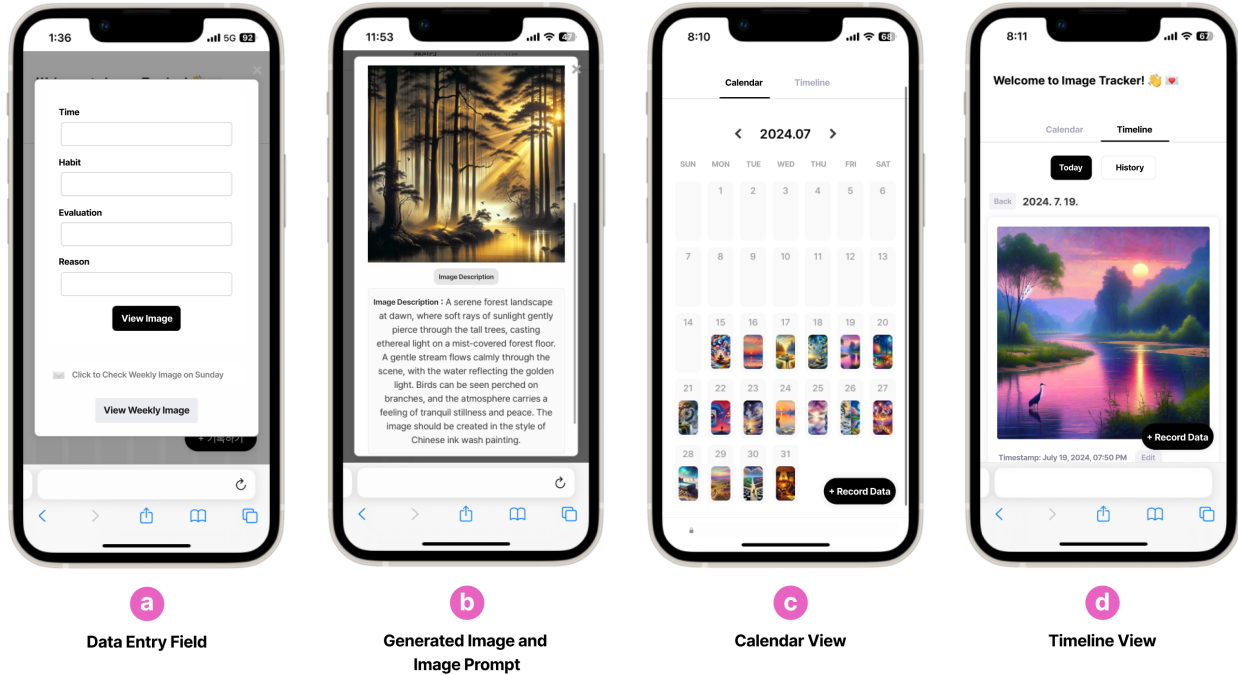 1:36
5G 92
Time
Habit
Evaluation
Reason
View Image
Click to Check Weekly Image on Sunday
View Weekly Image
+ 기록하기
a
Data Entry Field
11:53
47
Image Description
Image Description : A serene forest landscape
at dawn, where soft rays of sunlight gently
pierce through the tall trees, casting
ethereal light on a mist-covered forest floor.
A gentle stream flows calmly through the
scene, with the water reflecting the golden
light. Birds can be seen perched on
branches, and the atmosphere carries a
feeling of tranquil stillness and peace. The
image should be created in the style of
Chinese ink wash painting.
b
Generated Image and
Image Prompt
8:10
68
Calendar Timeline
2024.07
SUN MON TUE WED THU FRI SAT
1 2 3 4 5 6
7 8 9 10 11 12 13
14 15 16 17 18 19 20
21 22 23 24 25 26 27
28 29 30 31
+ Record Data
c
Calendar View
8:11
67
Welcome to Image Tracker! 👋 💌
Calendar Timeline
Today History
Back 2024. 7. 19.
+ Record Data
Timestamp: July 19, 2024, 07:50 PM Edit
d
Timeline View